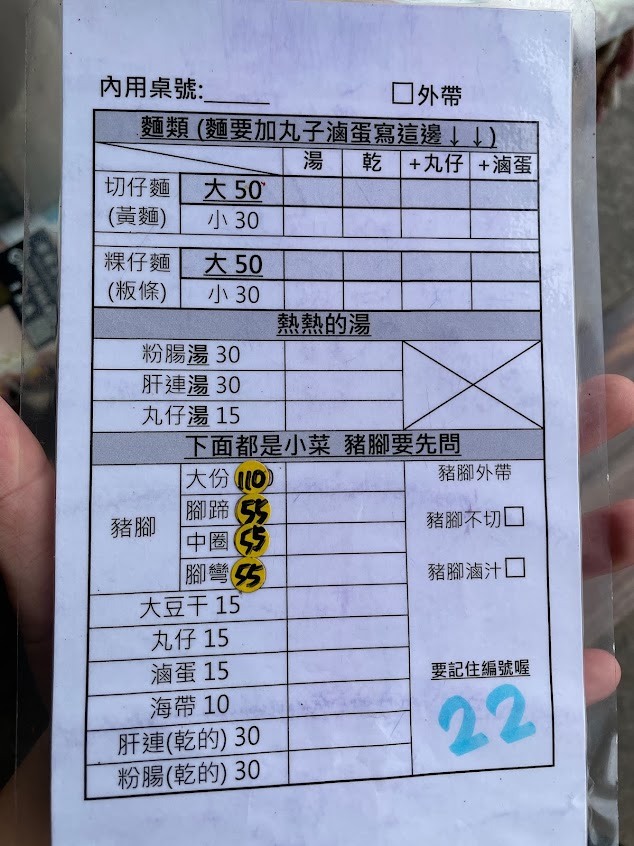 內用桌號:_____ □外帶
麵類 (麵要加丸子滷蛋寫這邊↓↓)
湯 乾 +丸仔 +滷蛋
切仔麵 大 50
(黃麵) 小 30
粿仔麵 大 50
(粄條) 小 30
熱熱的湯
粉腸湯 30
肝連湯 30
丸仔湯 15
下面都是小菜 豬腳要先問
豬腳
大份 110
腳蹄 55
中圈 55
腳彎 55
豬腳外帶
豬腳不切□
豬腳滷汁□
大豆干 15
丸仔 15
滷蛋 15
海帶 10
肝連(乾的) 30
粉腸(乾的) 30
要記住編號喔
22